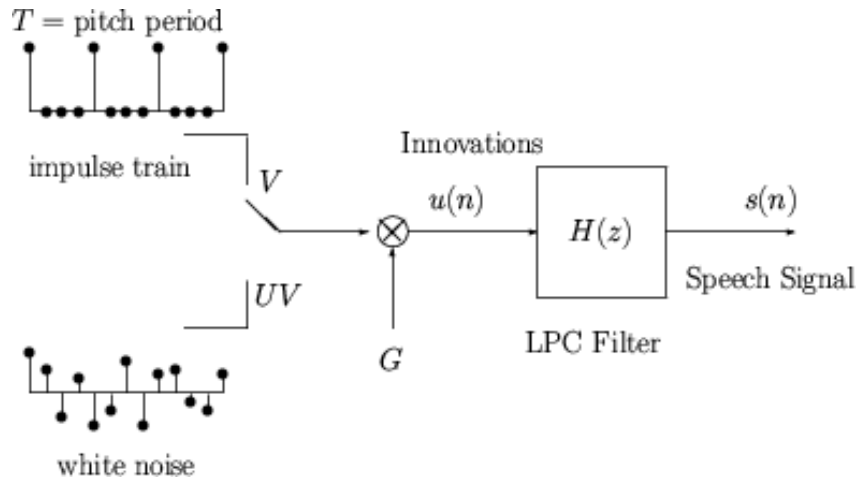 T = pitch period
impulse train
V
Innovations
u(n)
H(z)
s(n)
Speech Signal
UV
G
LPC Filter
white noise